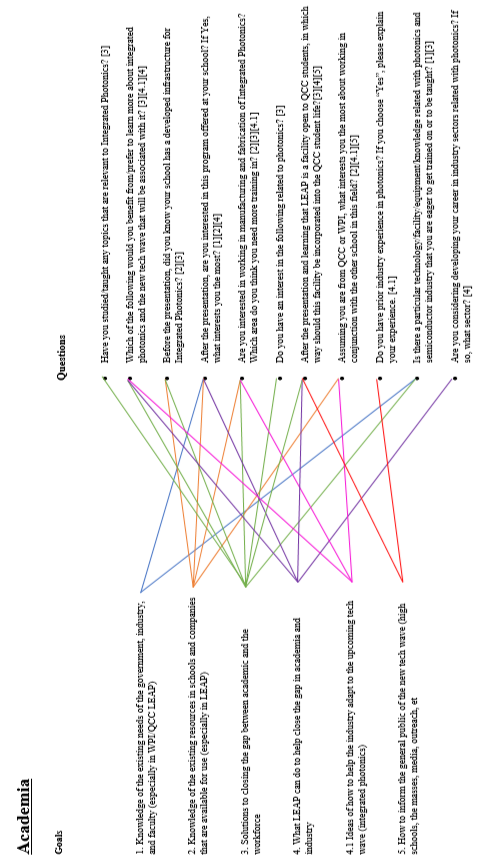 Academia
Goals
1. Knowledge of the existing needs of the government, industry,
and faculty (especially in WPI/QCC LEAP)
2. Knowledge of the existing resources in schools and companies
that are available for use (especially in LEAP)
3. Solutions to closing the gap between academic and the
workforce
4. What LEAP can do to help close the gap in academia and
industry
4.1 Ideas of how to help the industry adapt to the upcoming tech
wave (integrated photonics)
5. How to inform the general public of the new tech wave (high
schools, the masses, media, outreach, et
Questions
• Have you studied taught any topics that are relevant to Integrated Photonics? [3]
• Which of the following would you benefit from/prefer to learn more about integrated
photonics and the new tech wave that will be associated with it? [3][4.1][4]
• Before the presentation, did you know your school has a developed infrastructure for
Integrated Photonics? [2][3]
• After the presentation, are you interested in this program offered at your school? If Yes,
what interests you the most? [1][2][4]
• Are you interested in working in manufacturing and fabrication of Integrated Photonics?
Which area do you think you need more training in? [2][3][4.1]
• Do you have an interest in the following related to photonics? [3]
• After the presentation and learning that LEAP is a facility open to QCC students, in which
way should this facility be incorporated into the QCC student life?[3][4][5]
• Assuming you are from QCC or WPI, what interests you the most about working in
conjunction with the other school in this field? [2][4.1][5]
• Do you have prior industry experience in photonics? If you choose “Yes”, please explain
your experience. [4.1]
• Is there a particular technology/facility/equipment/knowledge related with photonics and
semiconductor industry that you are eager to get trained on or to be taught? [1][3]
• Are you considering developing your career in industry sectors related with photonics? If
so, what sector? [4]